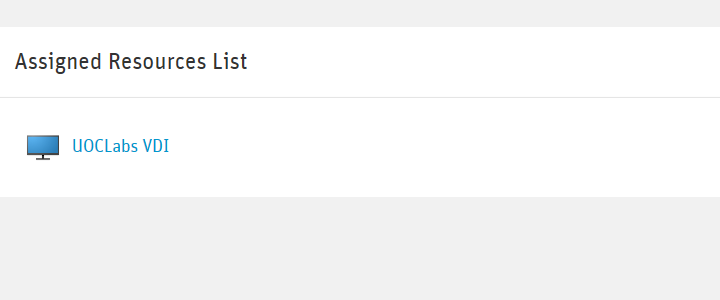 Assigned Resources List
UOCLabs VDI